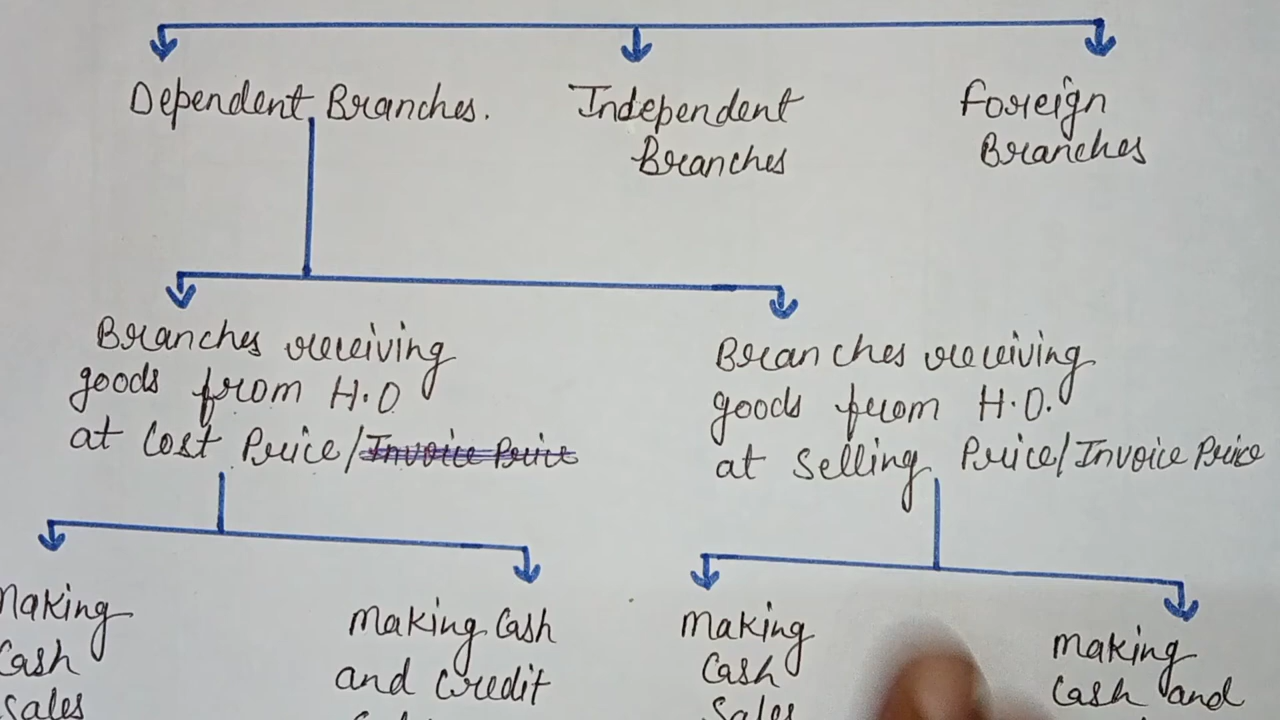 Dependent Branches.
Independent
Branches
Foreign
Branches
Branches receiving
goods from H.O
at Cost Price/Invoice Price
Branches receiving
goods from H.O.
at Selling Price/Invoice Price
Making
Cash
Sales
Making Cash
and Credit
Making
Cash
Sales
Making
Cash and